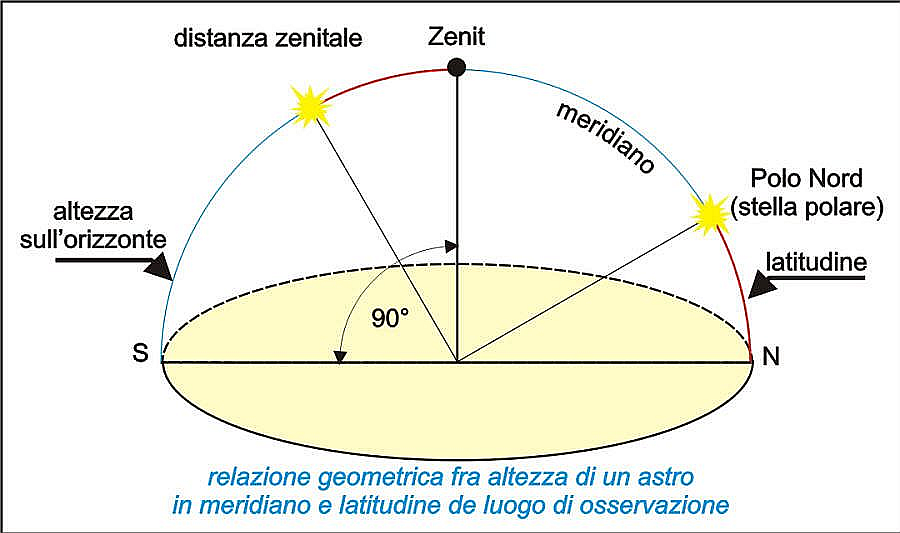 distanza zenitale
Zenit
meridiano
Polo Nord
(stella polare)
altezza
sull'orizzonte
latitudine
90°
S
N
relazione geometrica fra altezza di un astro
in meridiano e latitudine de luogo di osservazione